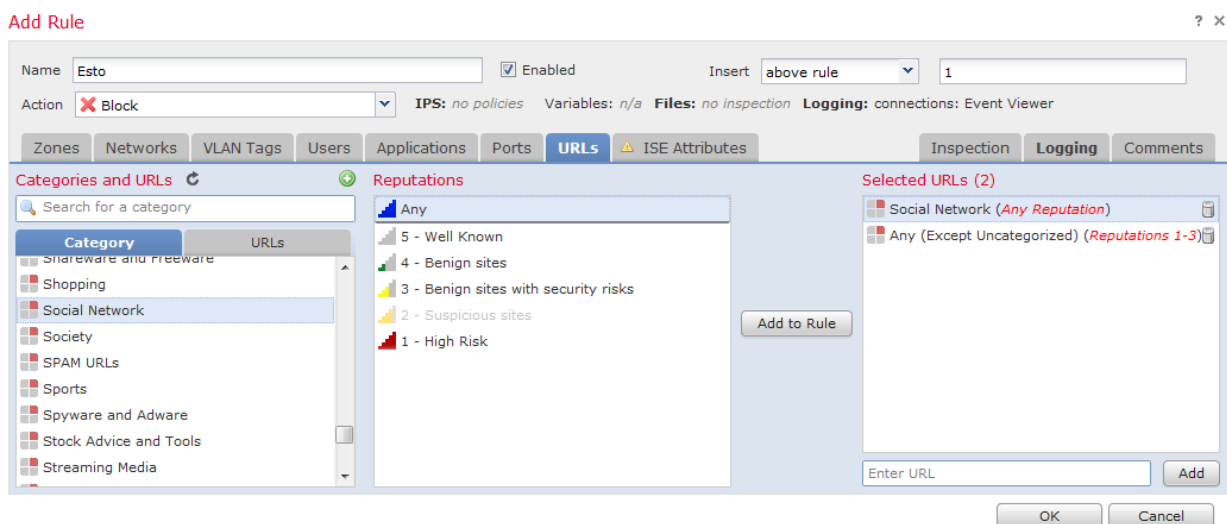 Add Rule ? ×
Name Esto Enabled Insert above rule 1
Action Block IPS: no policies Variables: n/a Files: no inspection Logging: connections: Event Viewer
Zones Networks VLAN Tags Users Applications Ports URLs ISE Attributes Inspection Logging Comments
Categories and URLs
Search for a category
Category URLs
Shareware and Freeware
Shopping
Social Network
Society
SPAM URLs
Sports
Spyware and Adware
Stock Advice and Tools
Streaming Media
Reputations
Any
5 - Well Known
4 - Benign sites
3 - Benign sites with security risks
2 - Suspicious sites
1 - High Risk
Add to Rule
Selected URLs (2)
Social Network (Any Reputation)
Any (Except Uncategorized) (Reputations 1-3)
Enter URL Add
OK Cancel